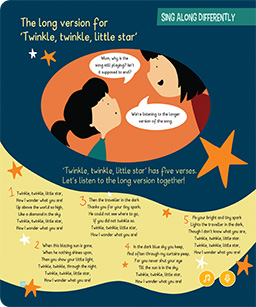 The long version for
'Twinkle, twinkle, little star'
SING ALONG DIFFERENTLY
Mum, why is the
song still playing? Isn't
it supposed to end?
We're listening to the longer
version of the song.
'Twinkle, twinkle, little star' has five verses.
Let's listen to the long version together!
1 Twinkle, twinkle, little star,
How I wonder what you are!
Up above the world so high,
Like a diamond in the sky.
Twinkle, twinkle, little star,
How I wonder what you are!
2 When this blazing sun is gone,
When he nothing shines upon,
Then you show your little light,
Twinkle, twinkle, through the night.
Twinkle, twinkle, little star,
How I wonder what you are!
3 Then the traveller in the dark
Thanks you for your tiny spark;
He could not see where to go,
If you did not twinkle so.
Twinkle, twinkle, little star,
How I wonder what you are!
4 In the dark blue sky you keep,
And often through my curtains peep,
For you never shut your eye
Till the sun is in the sky.
Twinkle, twinkle, little star,
How I wonder what you are!
5 As your bright and tiny spark
Lights the traveller in the dark,
Though I don't know what you are,
Twinkle, twinkle, little star.
Twinkle, twinkle, little star,
How I wonder what you are!